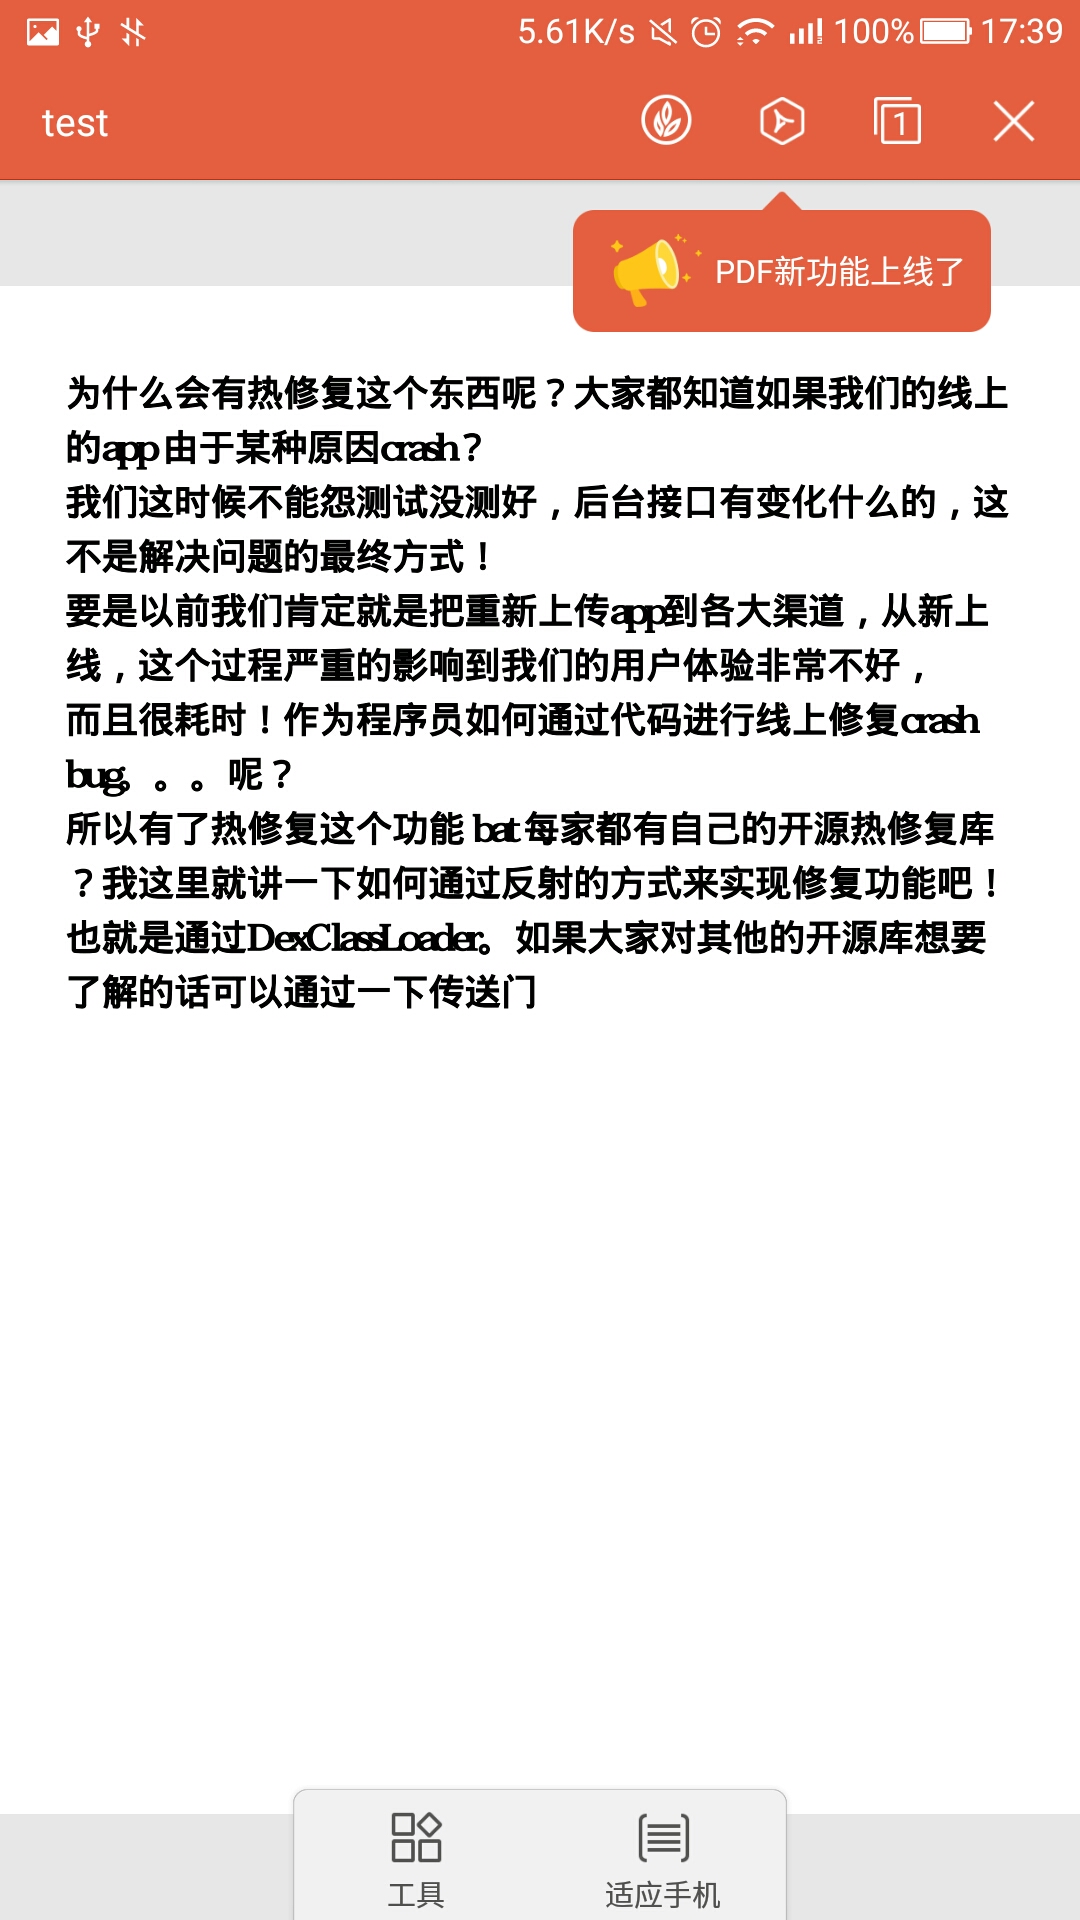 5.61K/s 100% 17:39
test 1
PDF新功能上线了
为什么会有热修复这个东西呢？大家都知道如果我们的线上
的app由于某种原因crash？
我们这时候不能怨测试没测好，后台接口有变化什么的，这
不是解决问题的最终方式！
要是以前我们肯定就是把重新上传app到各大渠道，从新上
线，这个过程严重的影响到我们的用户体验非常不好，
而且很耗时！作为程序员如何通过代码进行线上修复crash
bug。。。呢？
所以有了热修复这个功能 bat每家都有自己的开源热修复库
？我这里就讲一下如何通过反射的方式来实现修复功能吧！
也就是通过DexClassLoader。如果大家对其他的开源库想要
了解的话可以通过一下传送门
工具 适应手机